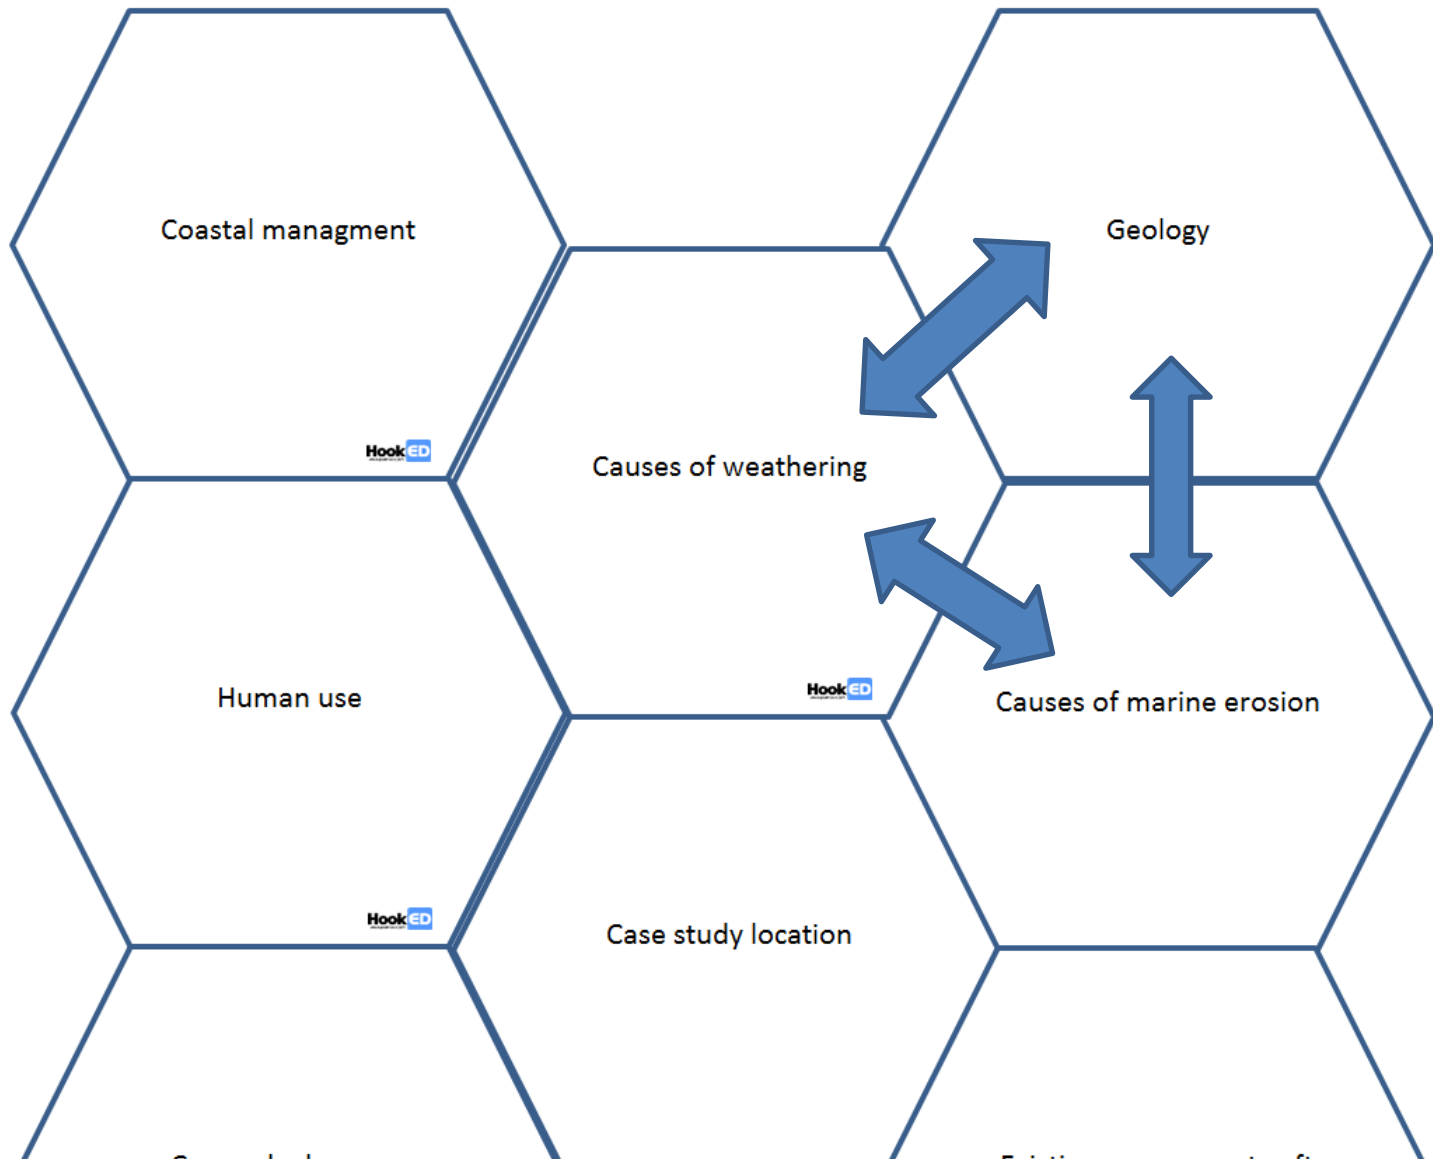 Coastal managment
Geology
HookED
Causes of weathering
Human use
HookED
Causes of marine erosion
HookED
Case study location